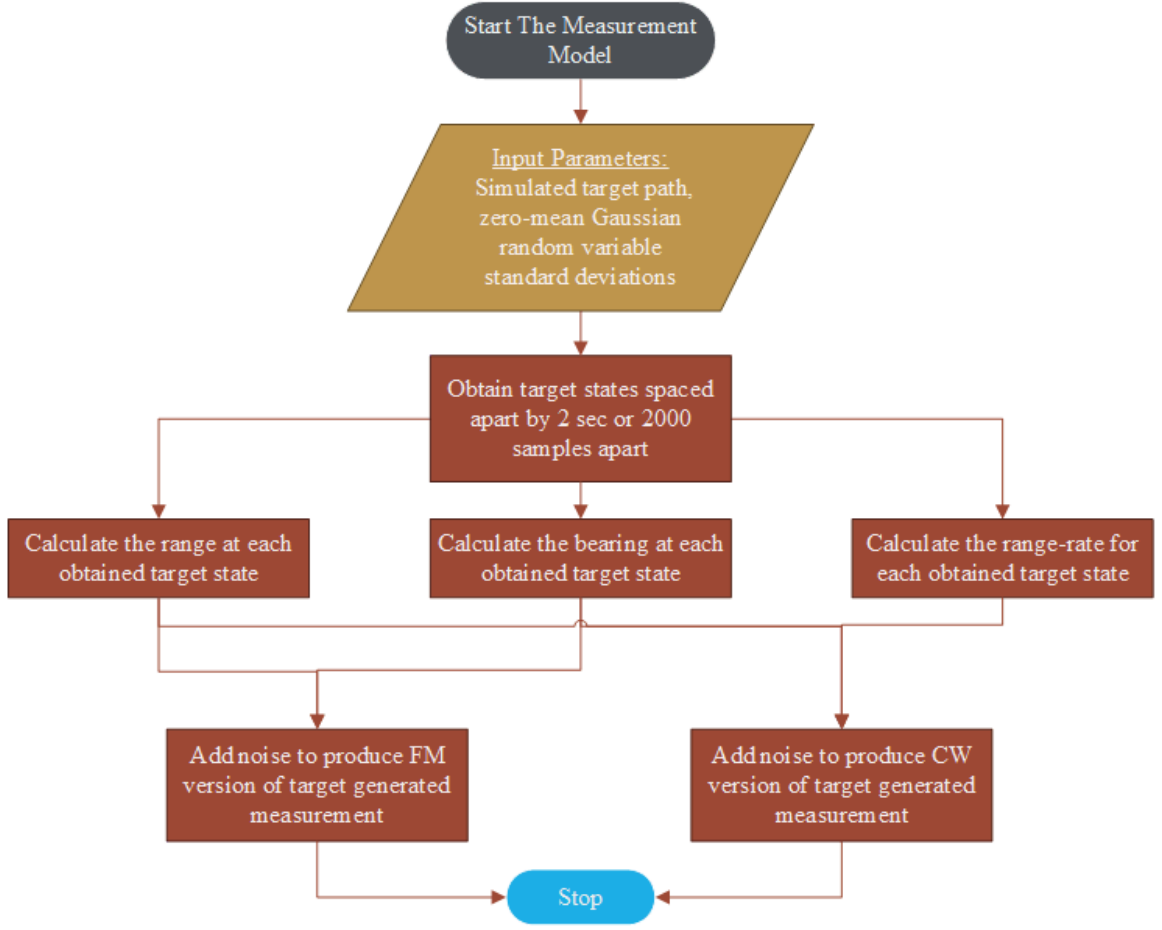 Start The Measurement
Model
Input Parameters:
Simulated target path,
zero-mean Gaussian
random variable
standard deviations
Obtain target states spaced
apart by 2 sec or 2000
samples apart
Calculate the range at each
obtained target state
Calculate the bearing at each
obtained target state
Calculate the range-rate for
each obtained target state
Add noise to produce FM
version of target generated
measurement
Add noise to produce CW
version of target generated
measurement
Stop